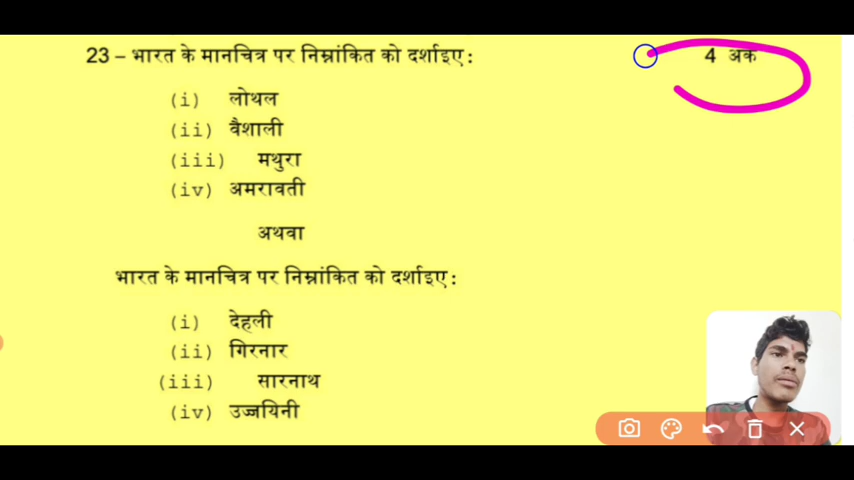 23 – भारत के मानचित्र पर निम्नांकित को दर्शाइए: 4 अंक
(i) लोथल
(ii) वैशाली
(iii) मथुरा
(iv) अमरावती
अथवा
भारत के मानचित्र पर निम्नांकित को दर्शाइए:
(i) देहली
(ii) गिरनार
(iii) सारनाथ
(iv) उज्जयिनी